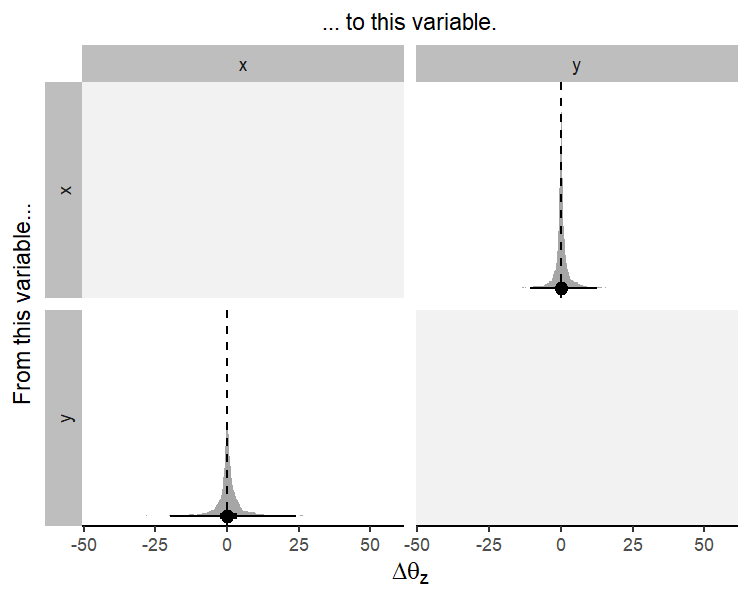 ... to this variable.
x y
x
From this variable...
y
-50 -25 0 25 50 -50 -25 0 25 50
Δθz